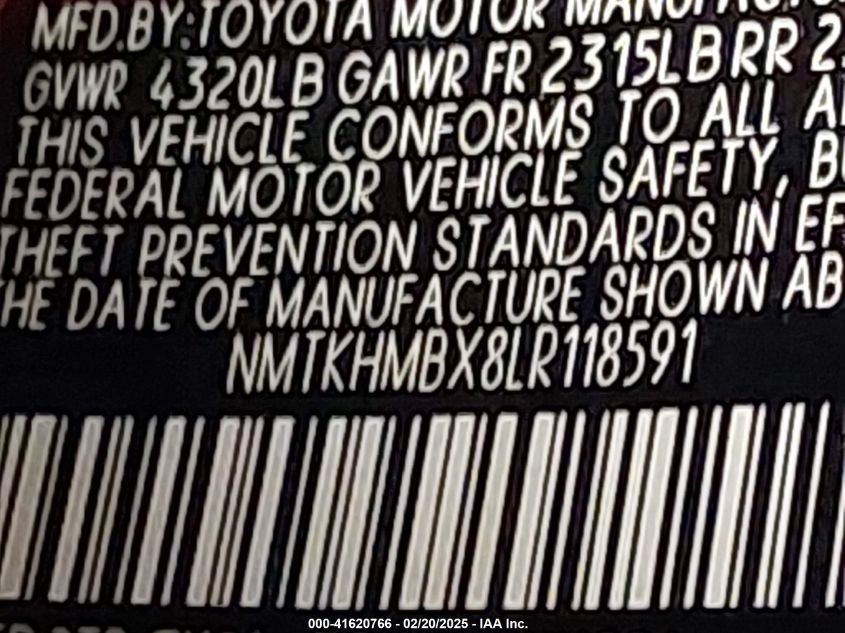 MFD.BY:TOYOTA MOTOR
GVWR 4320LB GAWR FR 2315LB RR
THIS VEHICLE CONFORMS TO ALL
FEDERAL MOTOR VEHICLE SAFETY,
THEFT PREVENTION STANDARDS IN
THE DATE OF MANUFACTURE SHOWN
NMTKHMBX8LR118591
000-41620766 - 02/20/2025 - IAA Inc.